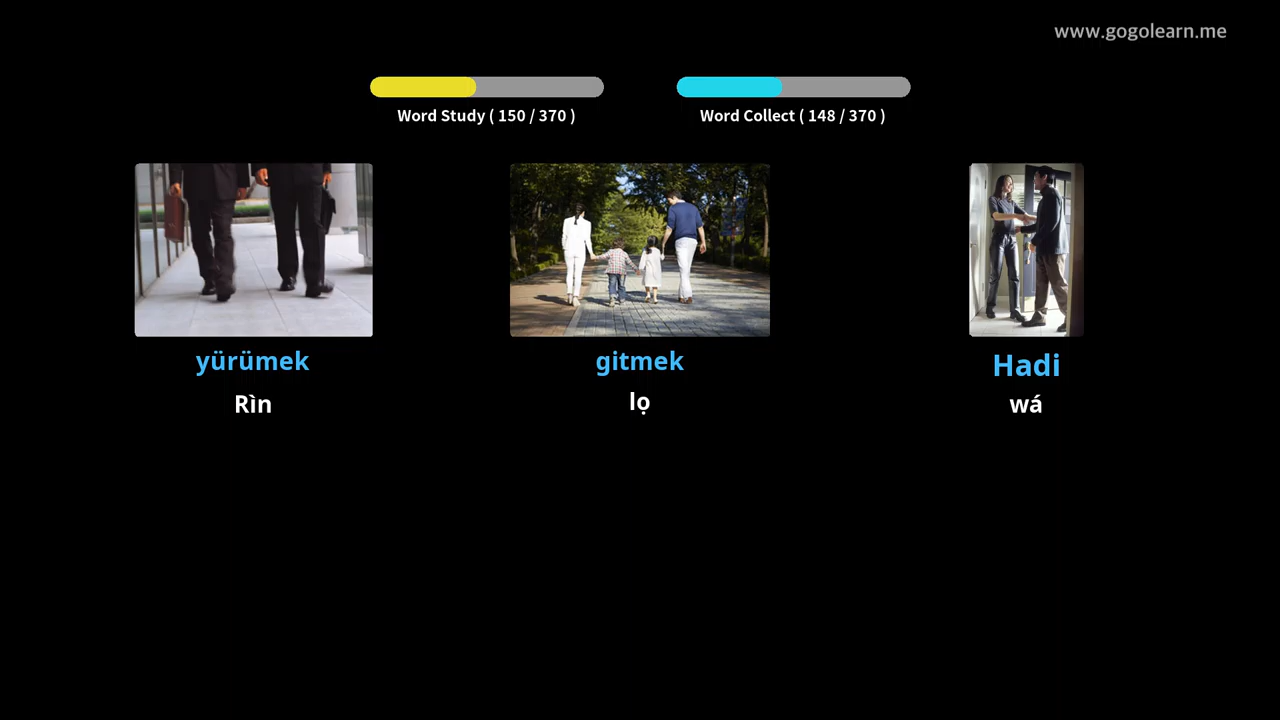 www.gogolearn.me
Word Study ( 150 / 370 )
Word Collect ( 148 / 370 )
yürümek
gitmek
Hadi
Rìn
lọ
wá